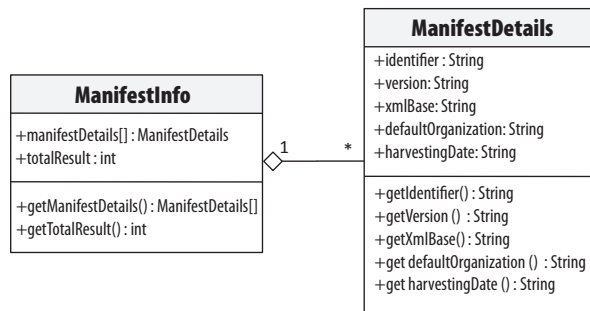 ManifestInfo
+manifestDetails[] : ManifestDetails
+totalResult : int
+getManifestDetails() : ManifestDetails[]
+getTotalResult() : int
1
*
ManifestDetails
+identifier : String
+version: String
+xmlBase: String
+defaultOrganization: String
+harvestingDate: String
+getIdentifier() : String
+getVersion () : String
+getXmlBase() : String
+get defaultOrganization () : String
+get harvestingDate () : String